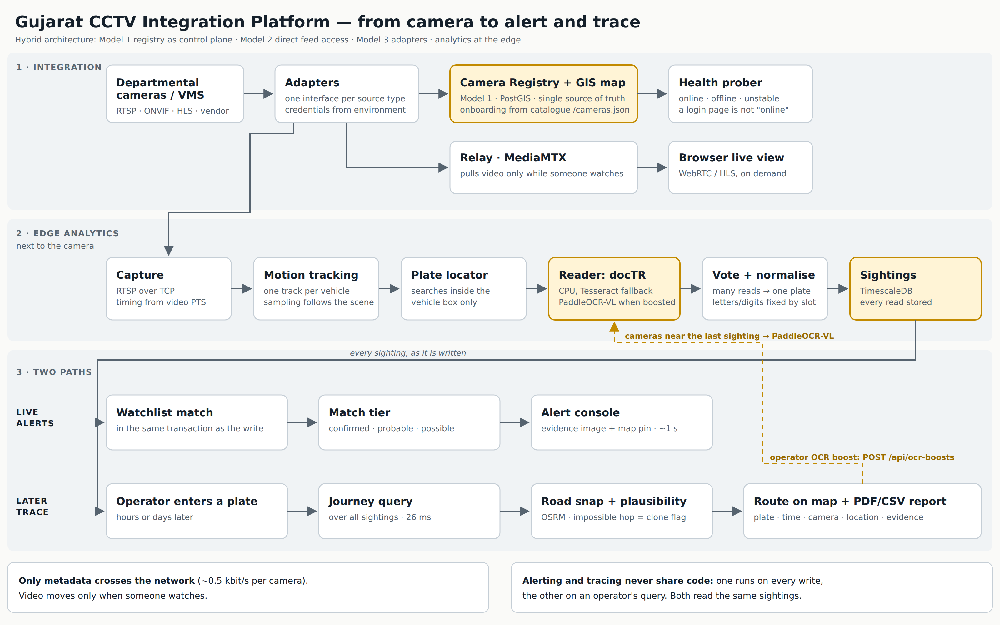 Gujarat CCTV Integration Platform — from camera to alert and trace
Hybrid architecture: Model 1 registry as control plane · Model 2 direct feed access · Model 3 adapters · analytics at the edge
1 · INTEGRATION
Departmental
cameras / VMS
RTSP · ONVIF · HLS · vendor
Adapters
one interface per source type
credentials from environment
Camera Registry + GIS map
Model 1 · PostGIS · single source of truth
onboarding from catalogue /cameras.json
Health prober
online · offline · unstable
a login page is not "online"
Relay · MediaMTX
pulls video only while someone watches
Browser live view
WebRTC / HLS, on demand
2 · EDGE ANALYTICS
next to the camera
Capture
RTSP over TCP
timing from video PTS
Motion tracking
one track per vehicle
sampling follows the scene
Plate locator
searches inside the
vehicle box only
Reader: docTR
CPU, Tesseract fallback
PaddleOCR-VL when boosted
Vote + normalise
many reads → one plate
letters/digits fixed by slot
Sightings
TimescaleDB
every read stored
cameras near the last sighting → PaddleOCR-VL
every sighting, as it is written
3 · TWO PATHS
LIVE
ALERTS
Watchlist match
in the same transaction as the write
Match tier
confirmed · probable · possible
Alert console
evidence image + map pin · ~1 s
operator OCR boost: POST /api/ocr-boosts
LATER
TRACE
Operator enters a plate
hours or days later
Journey query
over all sightings · 26 ms
Road snap + plausibility
OSRM · impossible hop = clone flag
Route on map + PDF/CSV report
plate · time · camera · location · evidence
Only metadata crosses the network (~0.5 kbit/s per camera).
Video moves only when someone watches.
Alerting and tracing never share code: one runs on every write,
the other on an operator's query. Both read the same sightings.